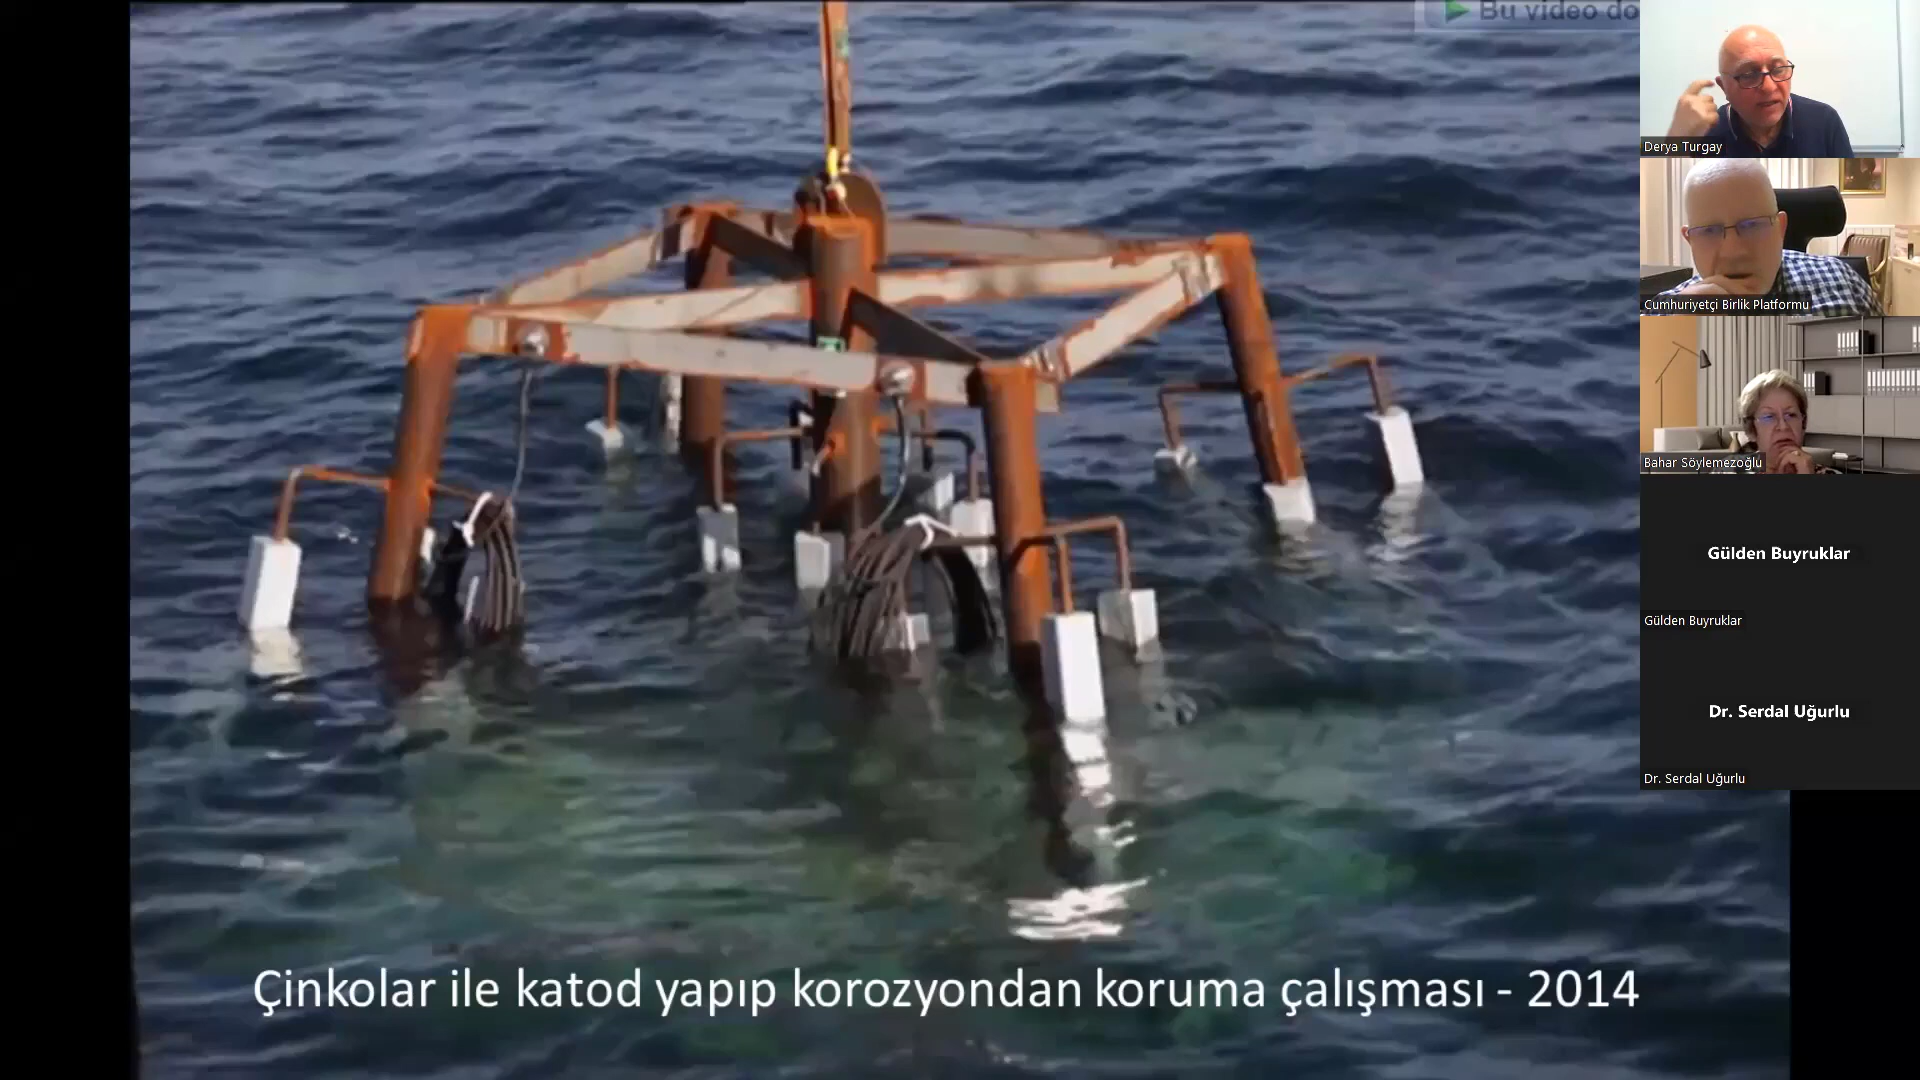 Bu video do
Derya Turgay
Cumhuriyetçi Birlik Platformu
Bahar Söylemezoğlu
Gülden Buyruklar
Gülden Buyruklar
Dr. Serdal Uğurlu
Dr. Serdal Uğurlu
Çinkolar ile katod yapıp korozyondan koruma çalışması - 2014